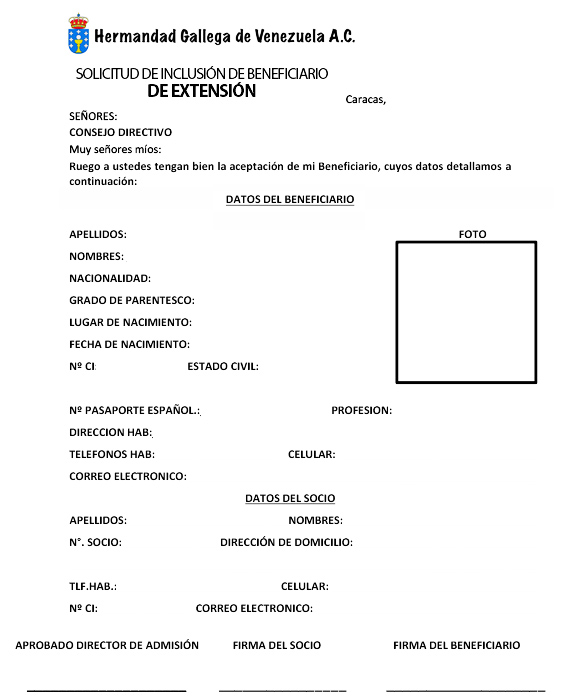 Hermandad Gallega de Venezuela A.C.
SOLICITUD DE INCLUSIÓN DE BENEFICIARIO
DE EXTENSIÓN
Caracas,
SEÑORES:
CONSEJO DIRECTIVO
Muy señores míos:
Ruego a ustedes tengan bien la aceptación de mi Beneficiario, cuyos datos detallamos a
continuación:
DATOS DEL BENEFICIARIO
APELLIDOS: FOTO
NOMBRES:
NACIONALIDAD:
GRADO DE PARENTESCO:
LUGAR DE NACIMIENTO:
FECHA DE NACIMIENTO:
Nº CI: ESTADO CIVIL:
Nº PASAPORTE ESPAÑOL.: PROFESION:
DIRECCION HAB:
TELEFONOS HAB: CELULAR:
CORREO ELECTRONICO:
DATOS DEL SOCIO
APELLIDOS: NOMBRES:
N°. SOCIO: DIRECCIÓN DE DOMICILIO:
TLF.HAB.: CELULAR:
Nº CI: CORREO ELECTRONICO:
APROBADO DIRECTOR DE ADMISIÓN FIRMA DEL SOCIO FIRMA DEL BENEFICIARIO